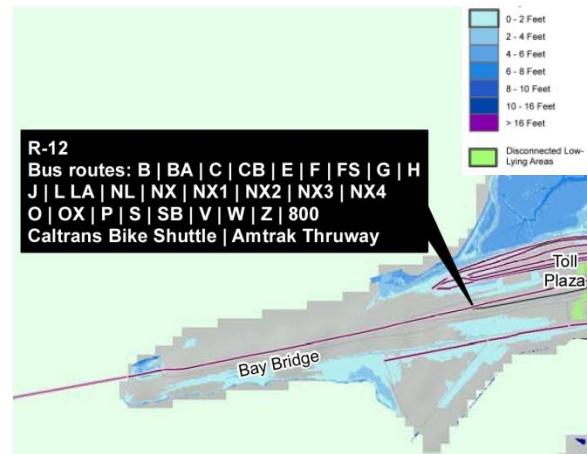 0 - 2 Feet
2 - 4 Feet
4 - 6 Feet
6 - 8 Feet
8 - 10 Feet
10 - 16 Feet
> 16 Feet
Disconnected Low-
Lying Areas
R-12
Bus routes: B | BA | C | CB | E | F | FS | G | H
J | L LA | NL | NX | NX1 | NX2 | NX3 | NX4
O | OX | P | S | SB | V | W | Z | 800
Caltrans Bike Shuttle | Amtrak Thruway
Toll
Plaza
Bay Bridge